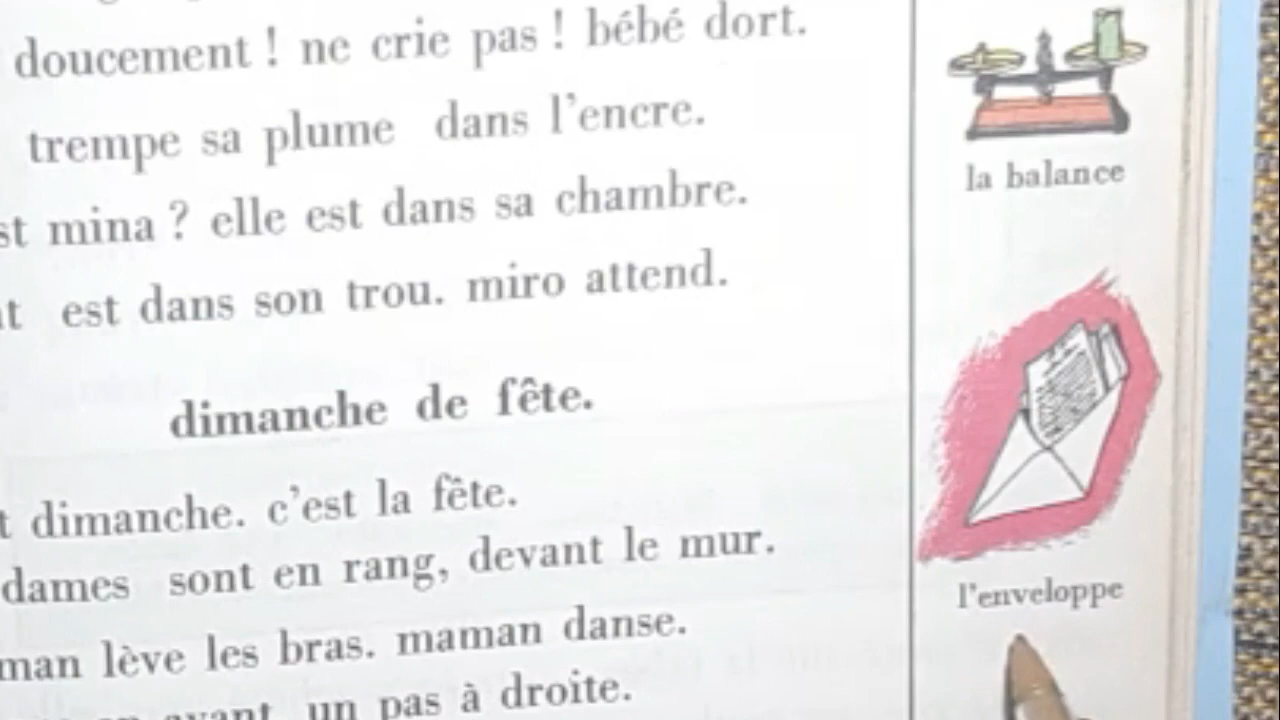 doucement ! ne crie pas ! bébé dort.
trempe sa plume dans l'encre.
st mina ? elle est dans sa chambre.
t est dans son trou. miro attend.
dimanche de fête.
t dimanche. c'est la fête.
dames sont en rang, devant le mur.
man lève les bras. maman danse.
avant un pas à droite.
la balance
l'enveloppe